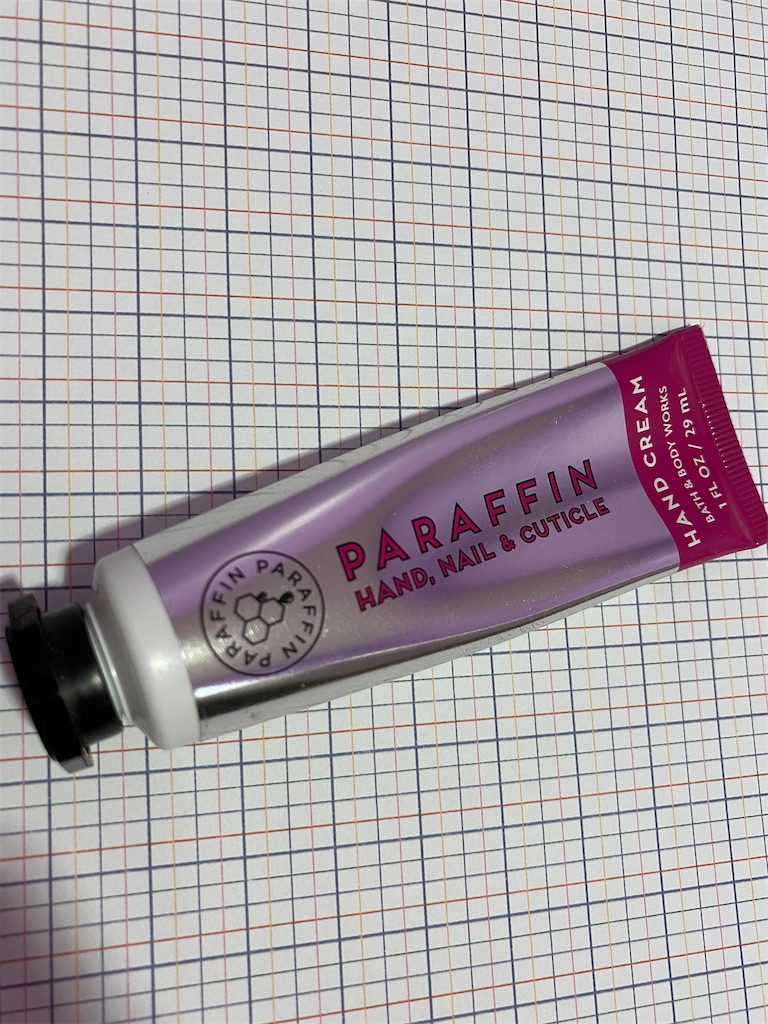 PARAFFIN PARAFFIN PARAFFIN
PARAFFIN
HAND, NAIL & CUTICLE
HAND CREAM
BATH & BODY WORKS
1 FL OZ / 29 mL